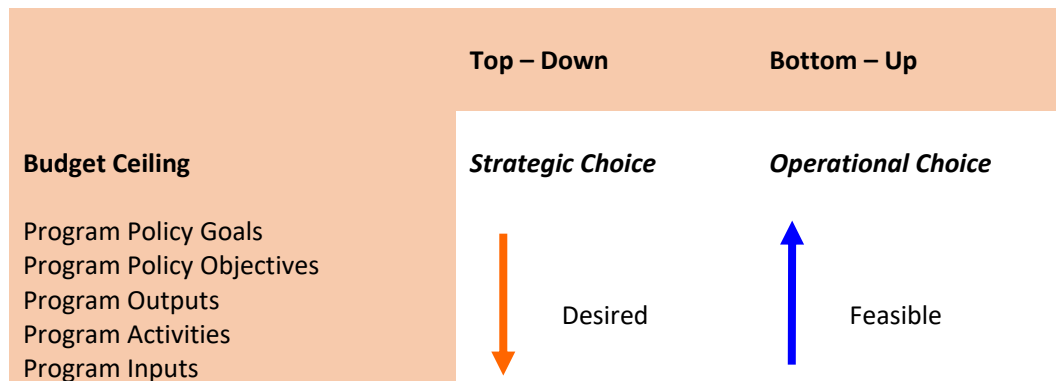 Top – Down Bottom – Up
Budget Ceiling Strategic Choice Operational Choice
Program Policy Goals
Program Policy Objectives
Program Outputs
Program Activities
Program Inputs
Desired Feasible